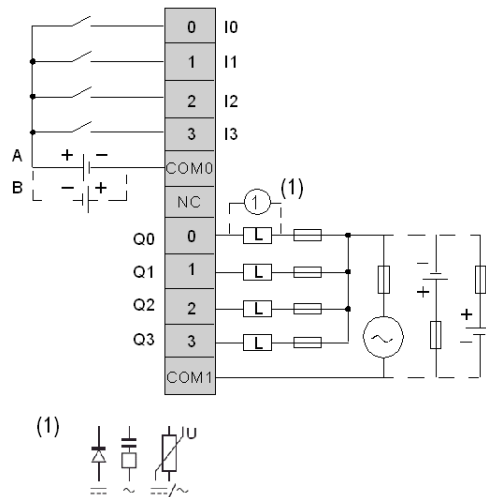 0 I0
1 I1
2 I2
3 I3
A + −
COM0
B − +
NC
1 (1)
Q0 0 L
Q1 1 L
Q2 2 L
Q3 3 L
− +
+ −
~
COM1
(1)
U
⎓ ~ ⎓/~